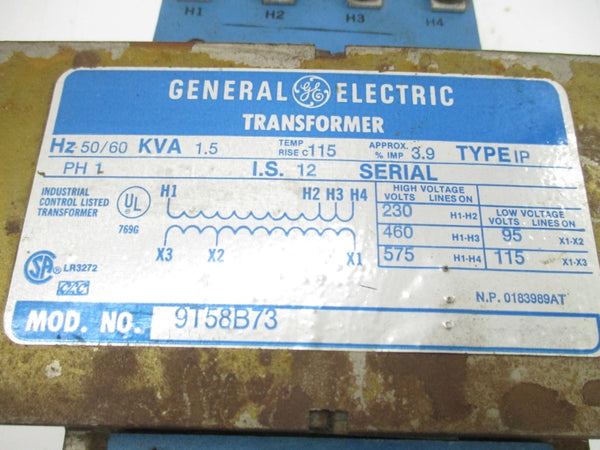 H1 H2 H3 H4
GENERAL GE ELECTRIC
TRANSFORMER
Hz 50/60 KVA 1.5 TEMP RISE C 115 APPROX. % IMP 3.9 TYPE IP
PH 1 I.S. 12 SERIAL
INDUSTRIAL
CONTROL LISTED
TRANSFORMER
UL
769G
H1 H2 H3 H4
X3 X2 X1
HIGH VOLTAGE
VOLTS LINES ON
230 H1-H2
460 H1-H3
575 H1-H4
LOW VOLTAGE
VOLTS LINES ON
95 X1-X2
115 X1-X3
SA ® LR3272
N.P. 0183989AT
MOD. NO. 9T58B73